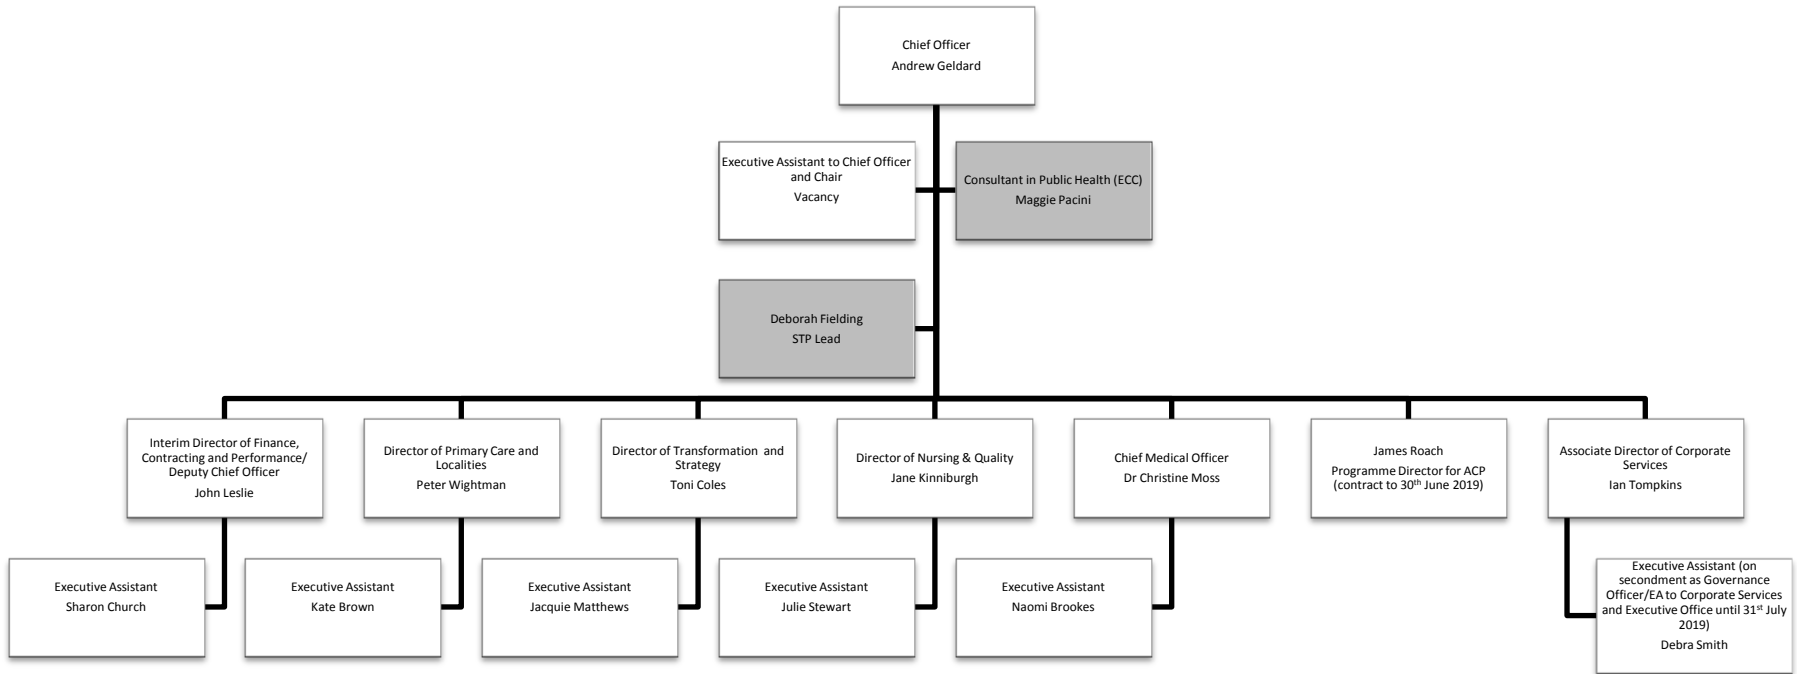 Chief Officer
Andrew Geldard
Executive Assistant to Chief Officer
and Chair
Vacancy
Consultant in Public Health (ECC)
Maggie Pacini
Deborah Fielding
STP Lead
Interim Director of Finance,
Contracting and Performance/
Deputy Chief Officer
John Leslie
Director of Primary Care and
Localities
Peter Wightman
Director of Transformation and
Strategy
Toni Coles
Director of Nursing & Quality
Jane Kinniburgh
Chief Medical Officer
Dr Christine Moss
James Roach
Programme Director for ACP
(contract to 30th June 2019)
Associate Director of Corporate
Services
Ian Tompkins
Executive Assistant
Sharon Church
Executive Assistant
Kate Brown
Executive Assistant
Jacquie Matthews
Executive Assistant
Julie Stewart
Executive Assistant
Naomi Brookes
Executive Assistant (on
secondment as Governance
Officer/EA to Corporate Services
and Executive Office until 31st July
2019)
Debra Smith